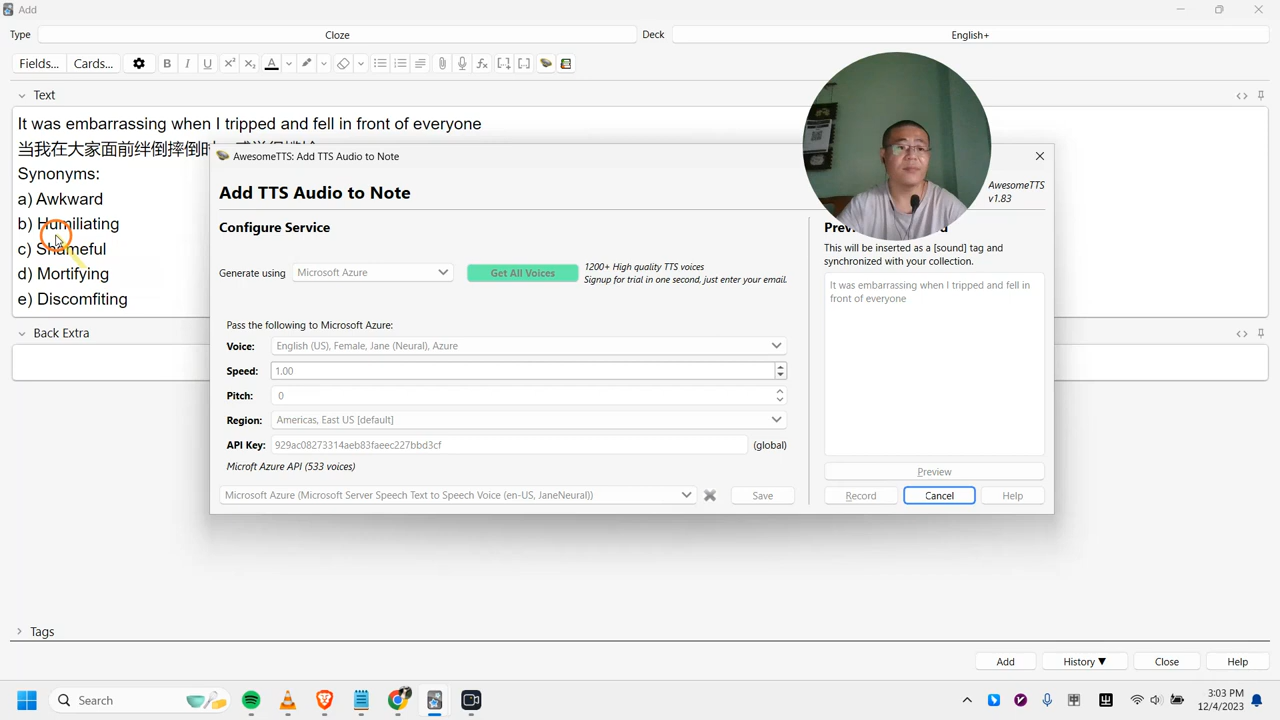 Add
Type
Cloze
Deck
English+
Fields...
Cards...
Text
It was embarrassing when I tripped and fell in front of everyone
当我在大家面前绊倒摔倒时
Synonyms:
a) Awkward
b) Humiliating
c) Shameful
d) Mortifying
e) Discomfiting
Back Extra
AwesomeTTS: Add TTS Audio to Note
Add TTS Audio to Note
AwesomeTTS
v1.83
Configure Service
Generate using
Microsoft Azure
Get All Voices
1200+ High quality TTS voices
Signup for trial in one second, just enter your email.
Pass the following to Microsoft Azure:
Voice:
English (US), Female, Jane (Neural), Azure
Speed:
1.00
Pitch:
0
Region:
Americas, East US [default]
API Key:
929ac08273314aeb83faeec227bbd3cf
(global)
Microft Azure API (533 voices)
Microsoft Azure (Microsoft Server Speech Text to Speech Voice (en-US, JaneNeural))
Save
This will be inserted as a [sound] tag and
synchronized with your collection.
It was embarrassing when I tripped and fell in
front of everyone
Preview
Record
Cancel
Help
Tags
Add
History ▼
Close
Help
Search
3:03 PM
12/4/2023